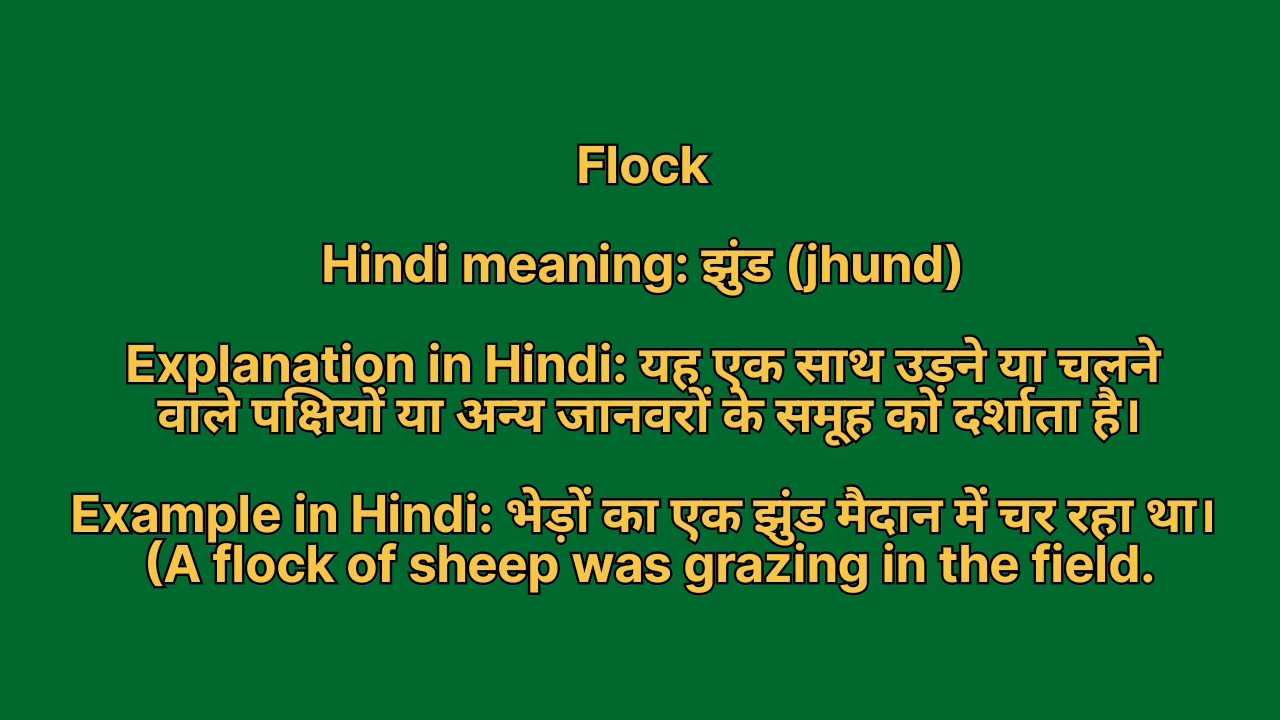 Flock
Hindi meaning: झुंड (jhund)
Explanation in Hindi: यह एक साथ उड़ने या चलने
वाले पक्षियों या अन्य जानवरों के समूह को दर्शाता है।
Example in Hindi: भेड़ों का एक झुंड मैदान में चर रहा था।
(A flock of sheep was grazing in the field.